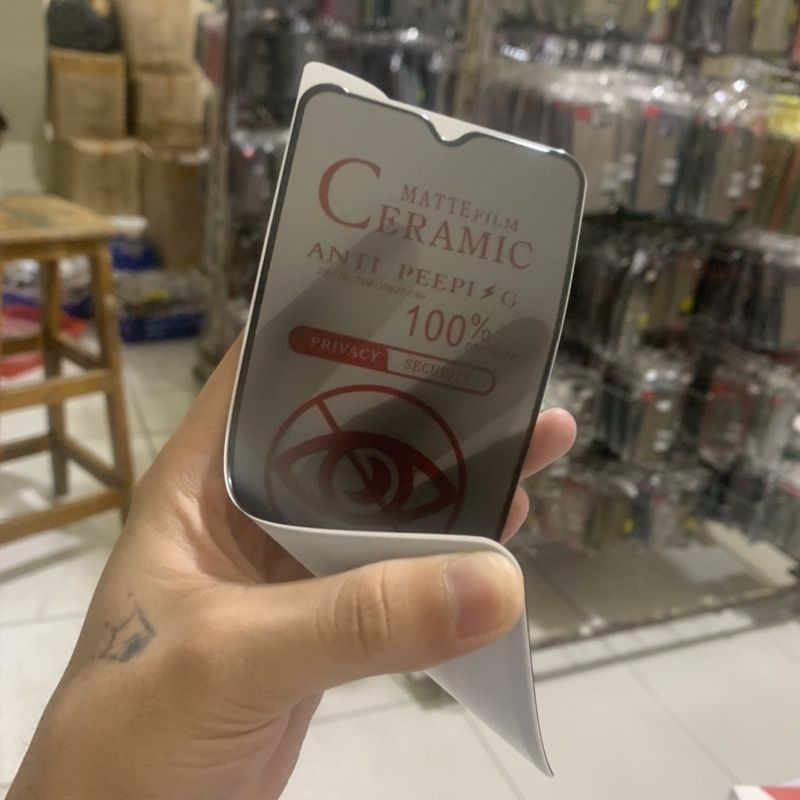 MATTE FILM
CERAMIC
ANTI PEEPI⚡G
100%
PRIVACY SECURITY